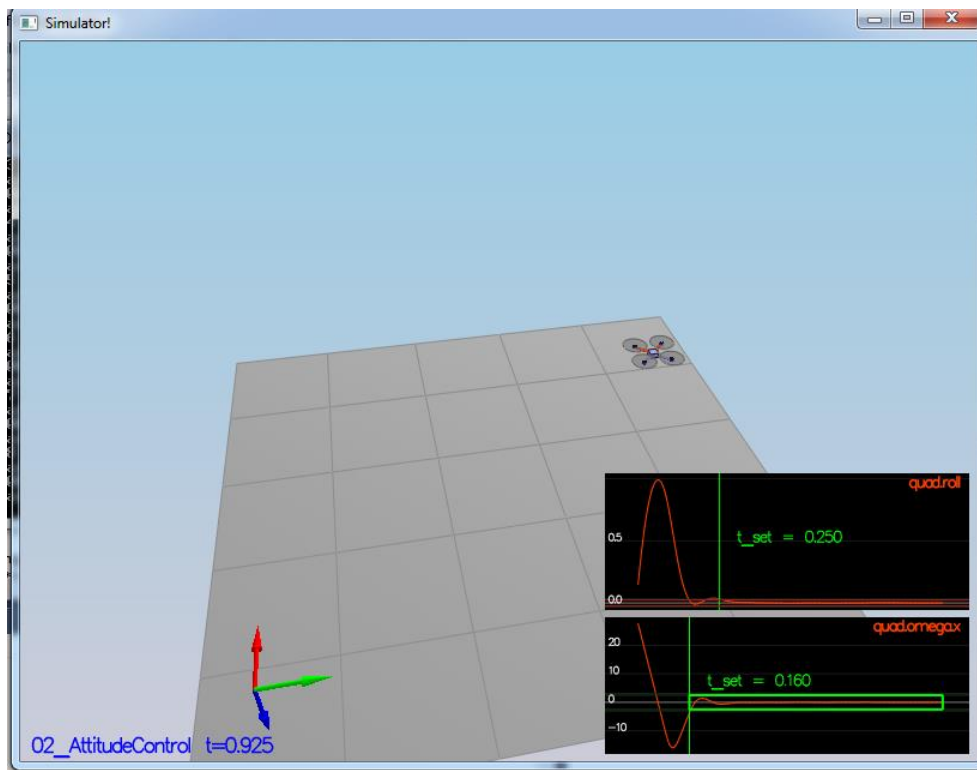 Simulator!
quad.roll
0.5
t_set = 0.250
0.0
quad.omega.x
20
10
t_set = 0.160
0
-10
02_AttitudeControl t=0.925